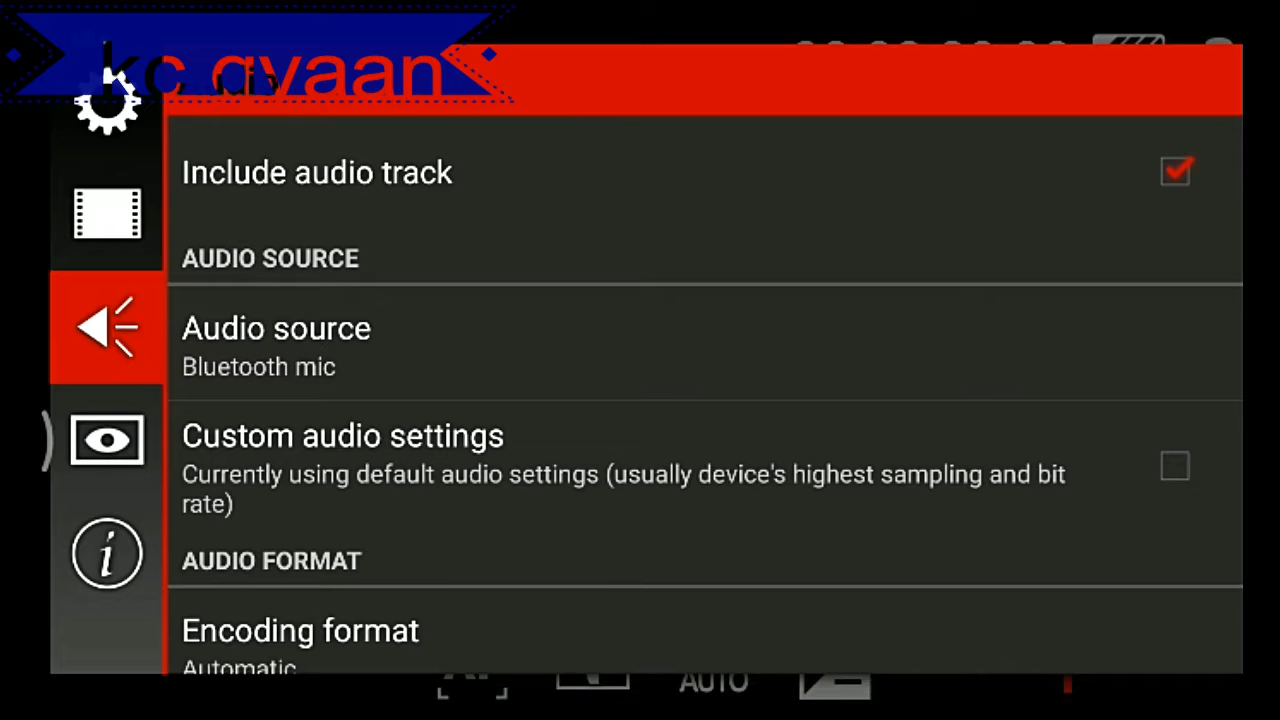 kc gyaan
Include audio track
AUDIO SOURCE
Audio source
Bluetooth mic
Custom audio settings
Currently using default audio settings (usually device's highest sampling and bit
rate)
AUDIO FORMAT
Encoding format
Automatic
AUTO